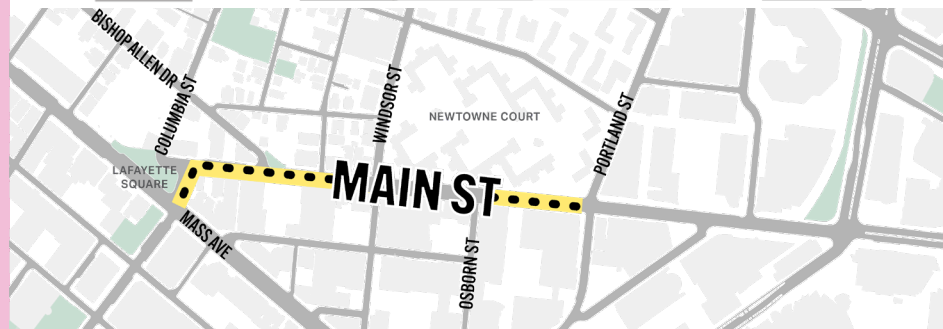 BISHOP ALLEN DR
COLUMBIA ST
WINDSOR ST
NEWTOWNE COURT
PORTLAND ST
LAFAYETTE
SQUARE
MAIN ST
MASS AVE
OSBORN ST